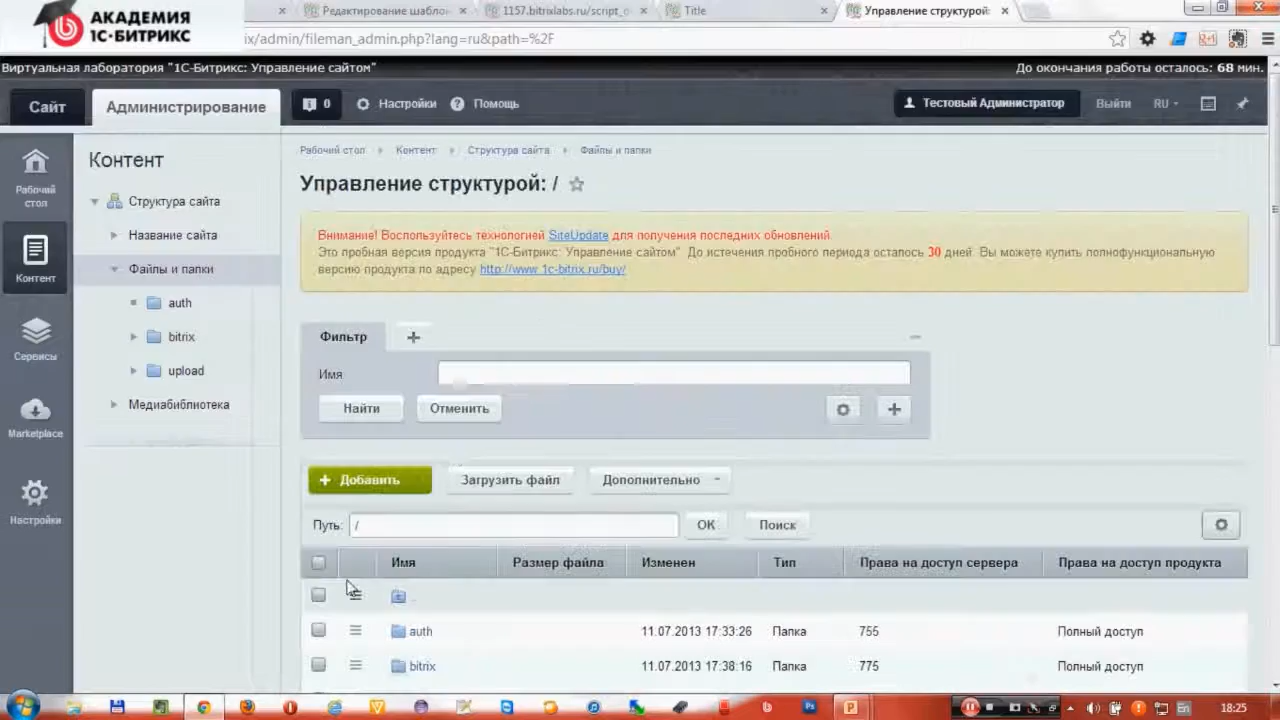 АКАДЕМИЯ
1С-БИТРИКС
Редактирование шабло
1157.bitrixlabs.ru/script_
Title
Управление структурой:
ix/admin/fileman_admin.php?lang=ru&path=%2F
Виртуальная лаборатория "1С-Битрикс: Управление сайтом"
До окончания работы осталось: 68 мин.
Сайт
Администрирование
0
Настройки
Помощь
Тестовый Администратор
Выйти
RU
Рабочий стол
Контент
Сервисы
Marketplace
Настройки
Контент
Структура сайта
Название сайта
Файлы и папки
auth
bitrix
upload
Медиабиблиотека
Рабочий стол
Контент
Структура сайта
Файлы и папки
Управление структурой: /
Внимание! Воспользуйтесь технологией SiteUpdate для получения последних обновлений.
Это пробная версия продукта "1С-Битрикс: Управление сайтом". До истечения пробного периода осталось 30 дней. Вы можете купить полнофункциональную
версию продукта по адресу http://www.1c-bitrix.ru/buy/
Фильтр
Имя
Найти
Отменить
Добавить
Загрузить файл
Дополнительно
Путь: /
OK
Поиск
Имя Размер файла Изменен Тип Права на доступ сервера Права на доступ продукта
..
auth 11.07.2013 17:33:26 Папка 755 Полный доступ
bitrix 11.07.2013 17:38:16 Папка 775 Полный доступ
18:25